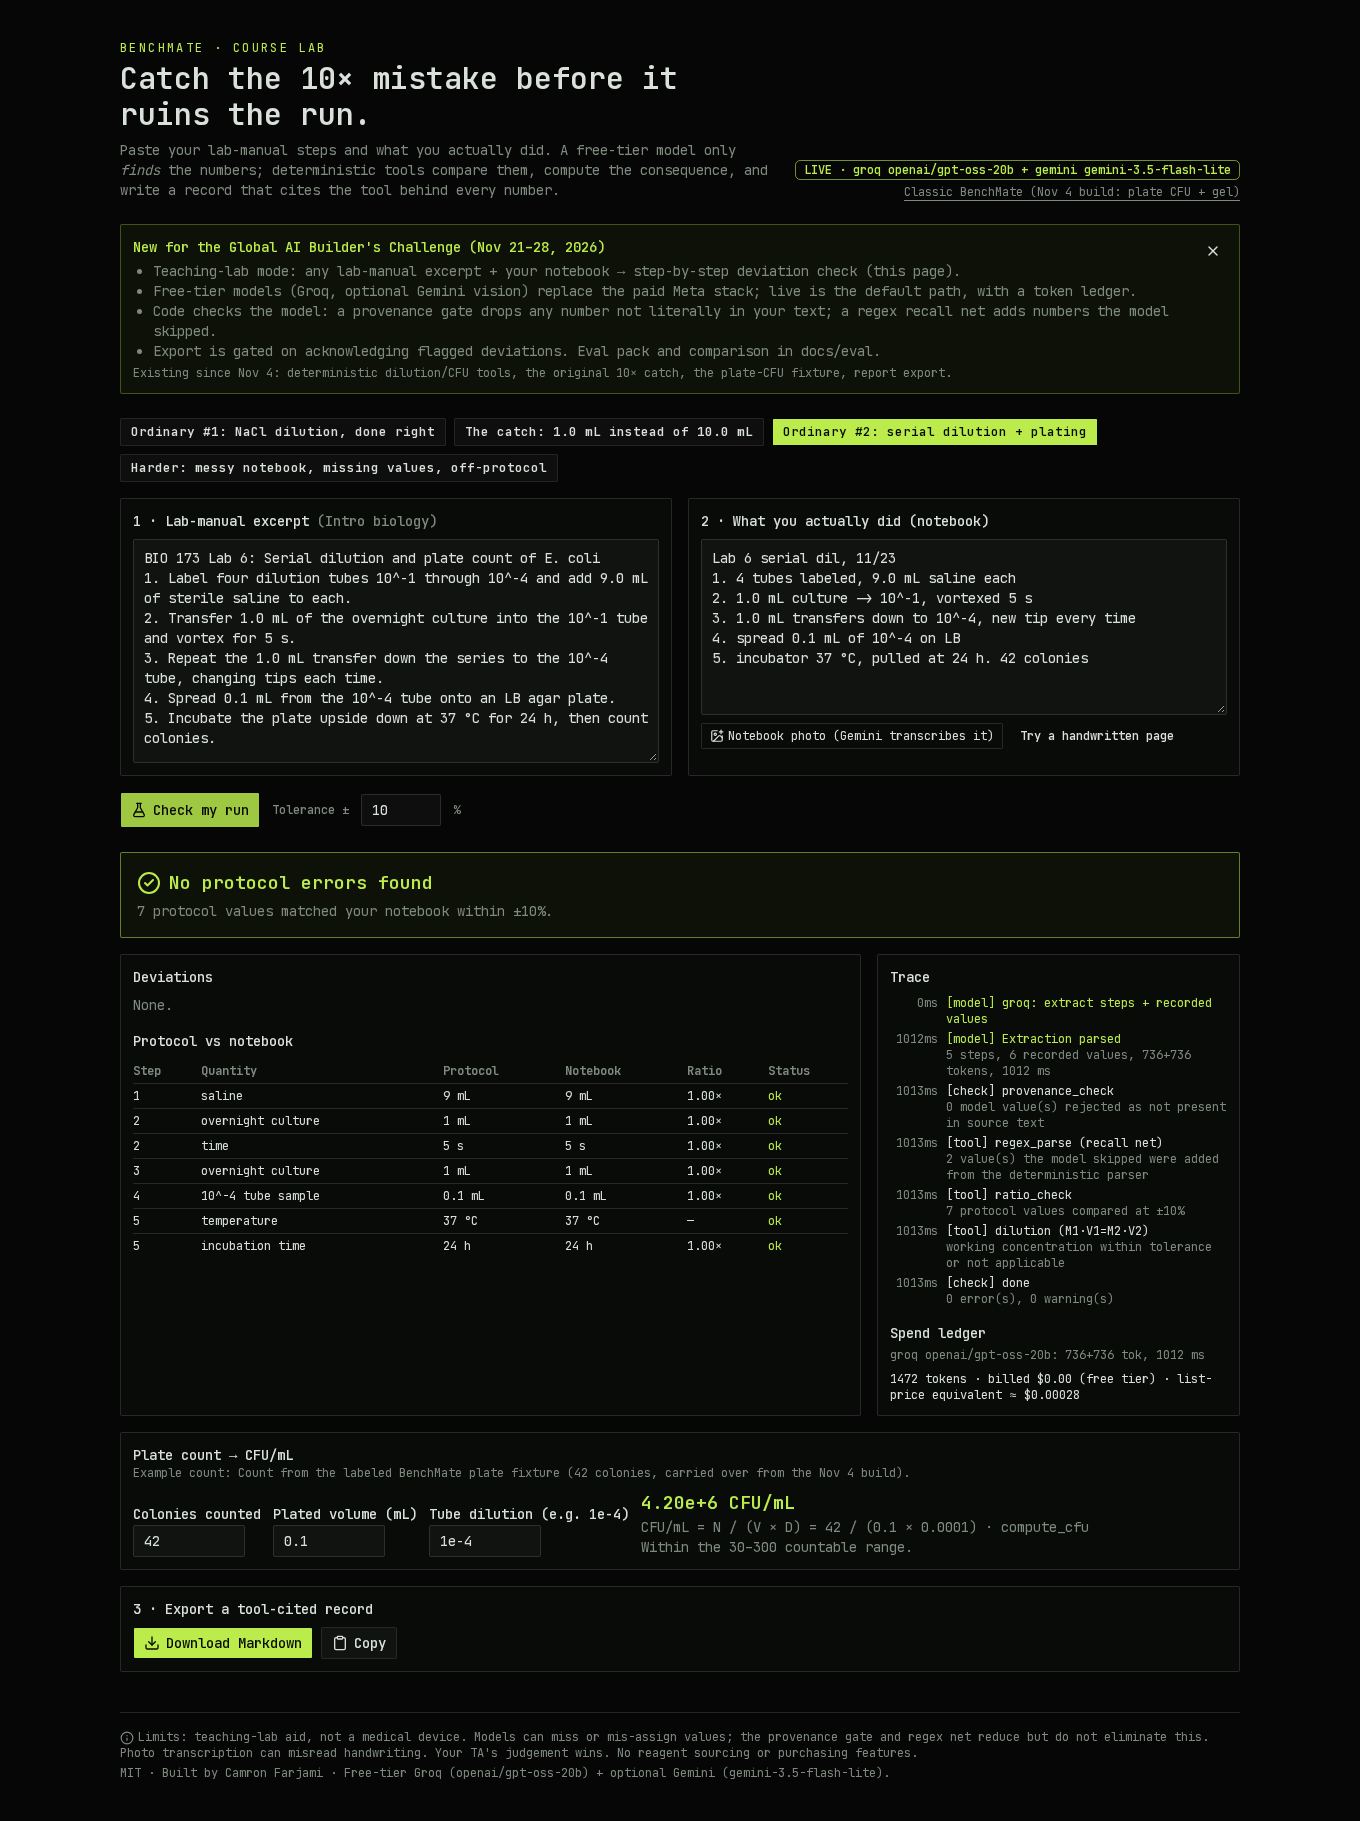 BENCHMATE · COURSE LAB
Catch the 10× mistake before it
ruins the run.
Paste your lab-manual steps and what you actually did. A free-tier model only
finds the numbers; deterministic tools compare them, compute the consequence, and
write a record that cites the tool behind every number.
LIVE · groq openai/gpt-oss-20b + gemini gemini-3.5-flash-lite
Classic BenchMate (Nov 4 build: plate CFU + gel)
New for the Global AI Builder's Challenge (Nov 21–28, 2026)
• Teaching-lab mode: any lab-manual excerpt + your notebook → step-by-step deviation check (this page).
• Free-tier models (Groq, optional Gemini vision) replace the paid Meta stack; live is the default path, with a token ledger.
• Code checks the model: a provenance gate drops any number not literally in your text; a regex recall net adds numbers the model
skipped.
• Export is gated on acknowledging flagged deviations. Eval pack and comparison in docs/eval.
Existing since Nov 4: deterministic dilution/CFU tools, the original 10× catch, the plate-CFU fixture, report export.
Ordinary #1: NaCl dilution, done right
The catch: 1.0 mL instead of 10.0 mL
Ordinary #2: serial dilution + plating
Harder: messy notebook, missing values, off-protocol
1 · Lab-manual excerpt (Intro biology)
BIO 173 Lab 6: Serial dilution and plate count of E. coli
1. Label four dilution tubes 10^-1 through 10^-4 and add 9.0 mL
of sterile saline to each.
2. Transfer 1.0 mL of the overnight culture into the 10^-1 tube
and vortex for 5 s.
3. Repeat the 1.0 mL transfer down the series to the 10^-4
tube, changing tips each time.
4. Spread 0.1 mL from the 10^-4 tube onto an LB agar plate.
5. Incubate the plate upside down at 37 °C for 24 h, then count
colonies.
2 · What you actually did (notebook)
Lab 6 serial dil, 11/23
1. 4 tubes labeled, 9.0 mL saline each
2. 1.0 mL culture -> 10^-1, vortexed 5 s
3. 1.0 mL transfers down to 10^-4, new tip every time
4. spread 0.1 mL of 10^-4 on LB
5. incubator 37 °C, pulled at 24 h. 42 colonies
Notebook photo (Gemini transcribes it)
Try a handwritten page
Check my run
Tolerance ± 10 %
No protocol errors found
7 protocol values matched your notebook within ±10%.
Deviations
None.
Protocol vs notebook
Step Quantity Protocol Notebook Ratio Status
1 saline 9 mL 9 mL 1.00× ok
2 overnight culture 1 mL 1 mL 1.00× ok
2 time 5 s 5 s 1.00× ok
3 overnight culture 1 mL 1 mL 1.00× ok
4 10^-4 tube sample 0.1 mL 0.1 mL 1.00× ok
5 temperature 37 °C 37 °C — ok
5 incubation time 24 h 24 h 1.00× ok
Trace
0ms [model] groq: extract steps + recorded
values
1012ms [model] Extraction parsed
5 steps, 6 recorded values, 736+736
tokens, 1012 ms
1013ms [check] provenance_check
0 model value(s) rejected as not present
in source text
1013ms [tool] regex_parse (recall net)
2 value(s) the model skipped were added
from the deterministic parser
1013ms [tool] ratio_check
7 protocol values compared at ±10%
1013ms [tool] dilution (M1·V1=M2·V2)
working concentration within tolerance
or not applicable
1013ms [check] done
0 error(s), 0 warning(s)
Spend ledger
groq openai/gpt-oss-20b: 736+736 tok, 1012 ms
1472 tokens · billed $0.00 (free tier) · list-
price equivalent ≈ $0.00028
Plate count → CFU/mL
Example count: Count from the labeled BenchMate plate fixture (42 colonies, carried over from the Nov 4 build).
Colonies counted
42
Plated volume (mL)
0.1
Tube dilution (e.g. 1e-4)
1e-4
4.20e+6 CFU/mL
CFU/mL = N / (V × D) = 42 / (0.1 × 0.0001) · compute_cfu
Within the 30–300 countable range.
3 · Export a tool-cited record
Download Markdown
Copy
Limits: teaching-lab aid, not a medical device. Models can miss or mis-assign values; the provenance gate and regex net reduce but do not eliminate this.
Photo transcription can misread handwriting. Your TA's judgement wins. No reagent sourcing or purchasing features.
MIT · Built by Camron Farjami · Free-tier Groq (openai/gpt-oss-20b) + optional Gemini (gemini-3.5-flash-lite).